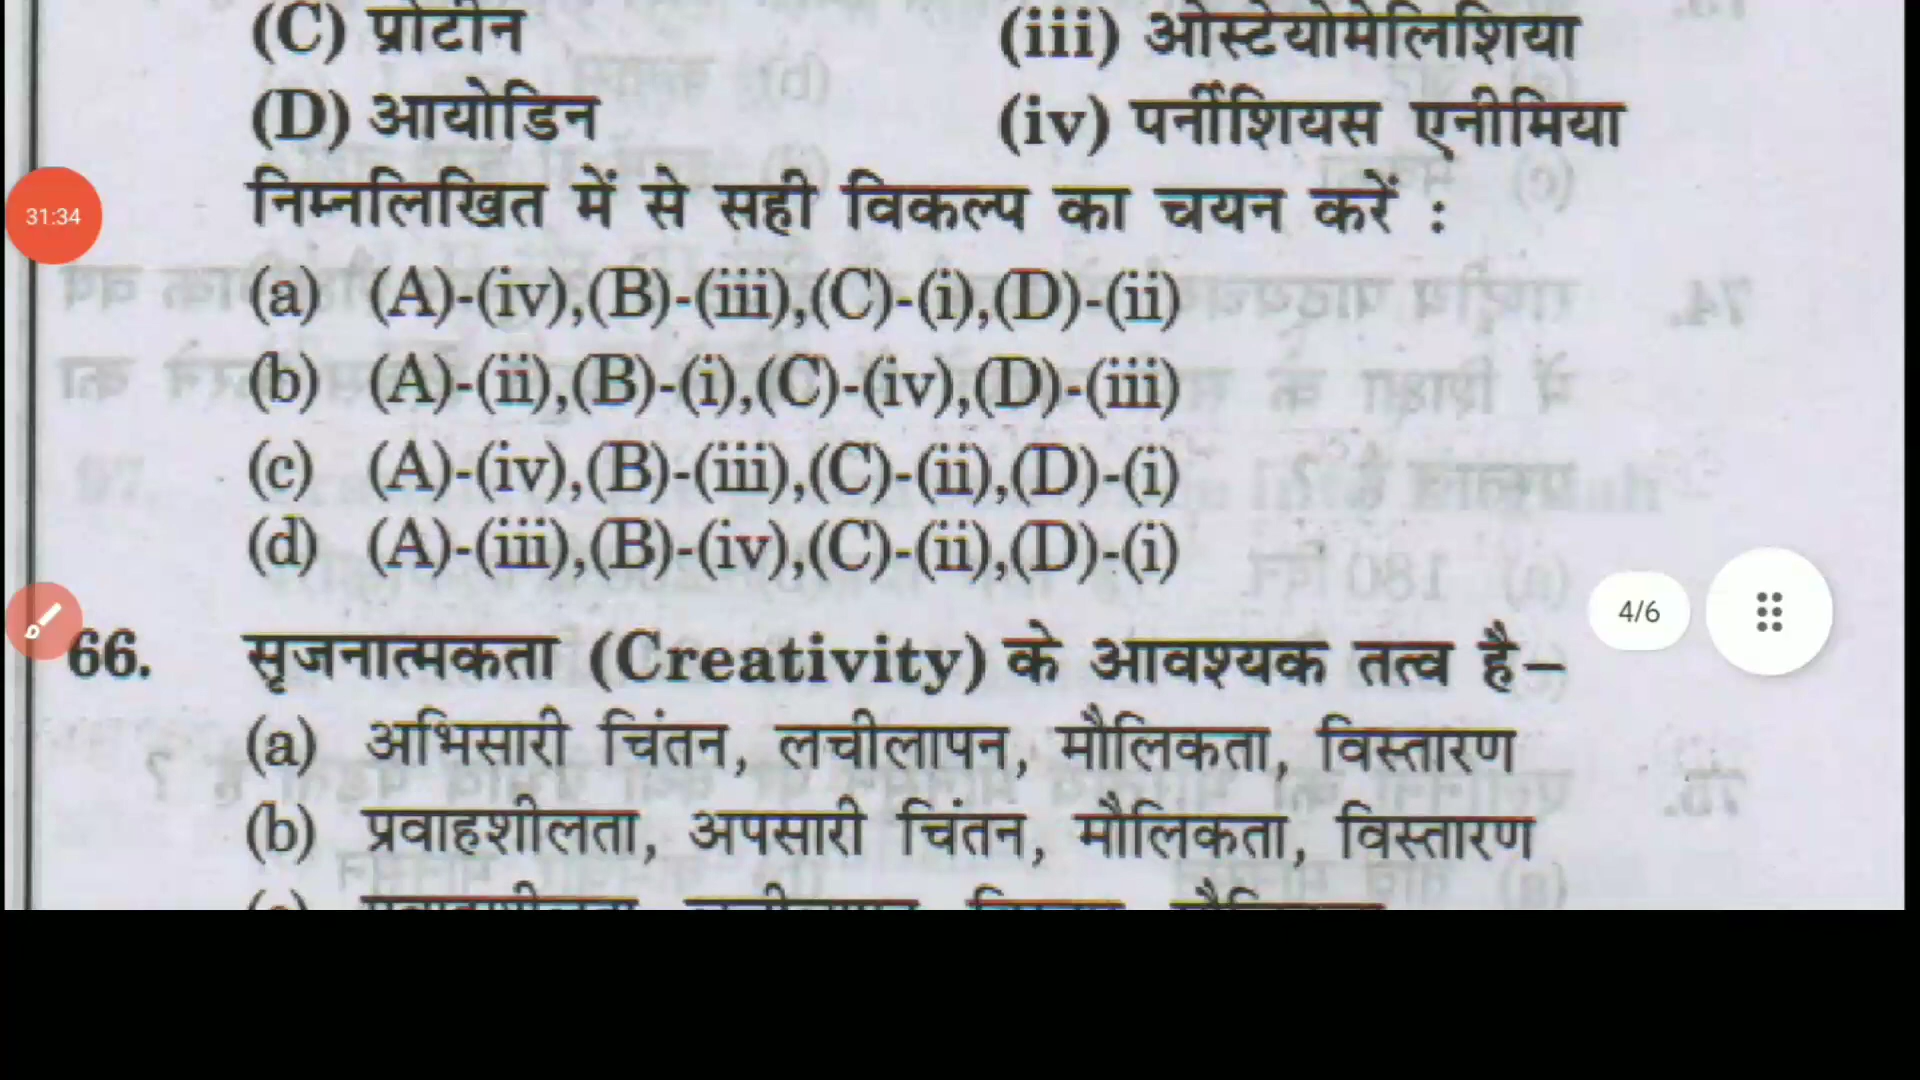 (C) प्रोटीन (iii) ओस्टेयोमेलिशिया
(D) आयोडिन (iv) पर्नीशियस एनीमिया
निम्नलिखित में से सही विकल्प का चयन करें :
31:34
(a) (A)-(iv),(B)-(iii),(C)-(i),(D)-(ii)
(b) (A)-(ii),(B)-(i),(C)-(iv),(D)-(iii)
(c) (A)-(iv),(B)-(iii),(C)-(ii),(D)-(i)
(d) (A)-(iii),(B)-(iv),(C)-(ii),(D)-(i)
4/6
66. सृजनात्मकता (Creativity) के आवश्यक तत्व है–
(a) अभिसारी चिंतन, लचीलापन, मौलिकता, विस्तारण
(b) प्रवाहशीलता, अपसारी चिंतन, मौलिकता, विस्तारण